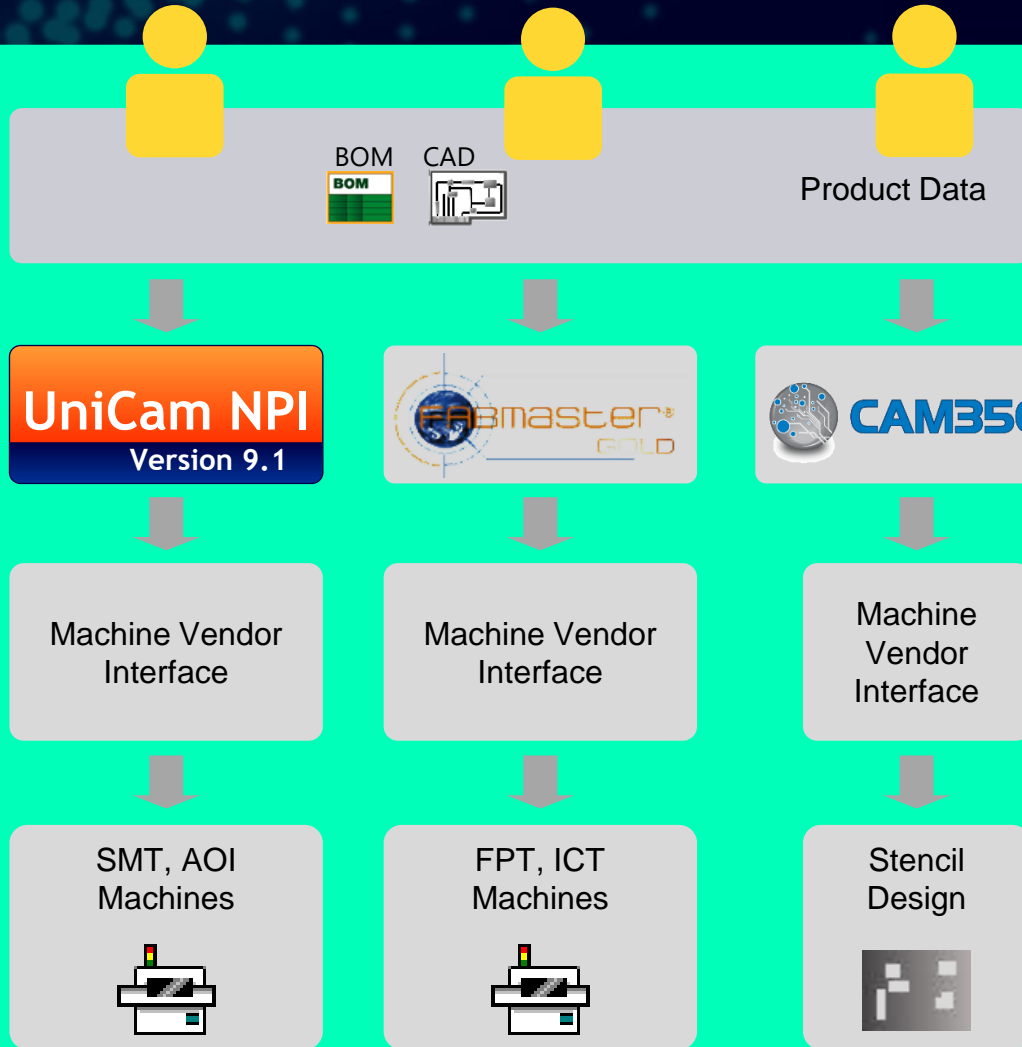 BOM CAD
BOM
Product Data
UniCam NPI
Version 9.1
FABmaster®
GOLD
CAM350
Machine Vendor
Interface
Machine Vendor
Interface
Machine
Vendor
Interface
SMT, AOI
Machines
FPT, ICT
Machines
Stencil
Design